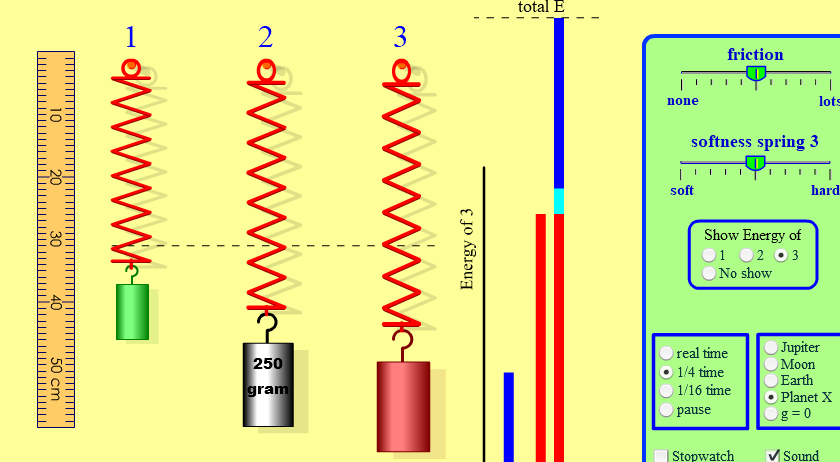 total E
1
2
3
10
20
30
40
50 cm
250
gram
Energy of 3
friction
none
lots
softness spring 3
soft
hard
Show Energy of
1
2
3
No show
real time
1/4 time
1/16 time
pause
Jupiter
Moon
Earth
Planet X
g = 0
Stopwatch
Sound